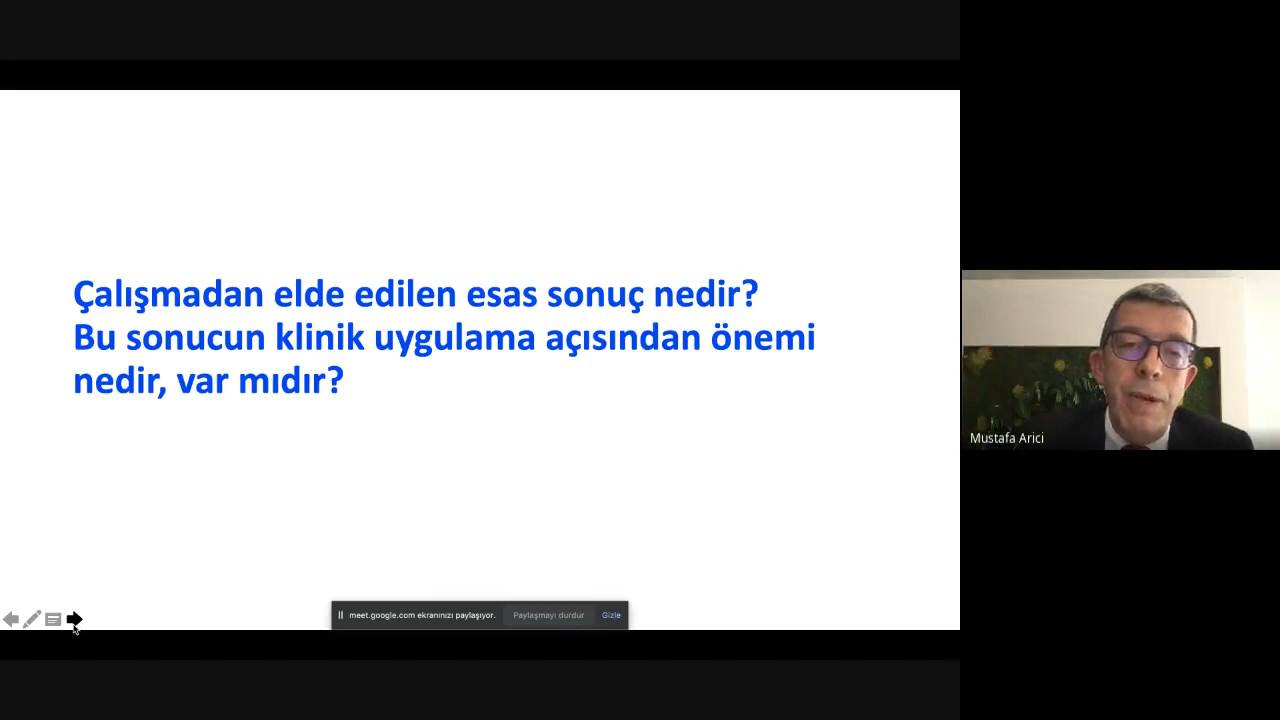 Çalışmadan elde edilen esas sonuç nedir?
Bu sonucun klinik uygulama açısından önemi
nedir, var mıdır?
Mustafa Arici
meet.google.com ekranınızı paylaşıyor.
Paylaşmayı durdur
Gizle